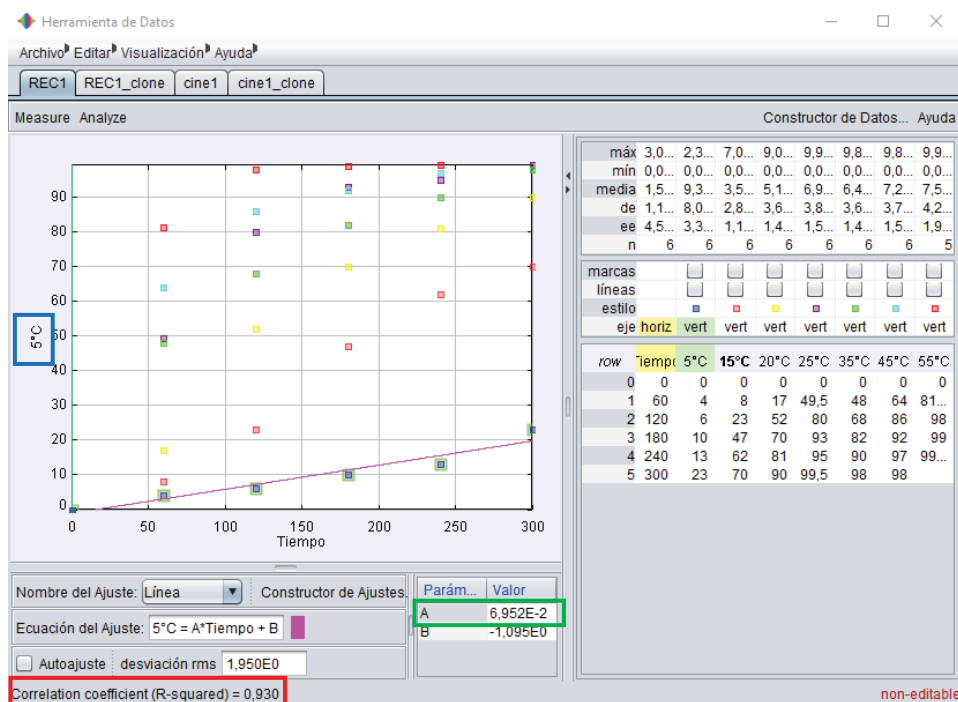 Herramienta de Datos
Archivo Editar Visualización Ayuda
REC1 REC1_clone cine1 cine1_clone
Measure Analyze Constructor de Datos... Ayuda
90
80
70
60
50
40
30
20
10
0
5°C
0 50 100 150 200 250 300
Tiempo
máx 3,0... 2,3... 7,0... 9,0... 9,9... 9,8... 9,8... 9,9...
mín 0,0... 0,0... 0,0... 0,0... 0,0... 0,0... 0,0... 0,0...
media 1,5... 9,3... 3,5... 5,1... 6,9... 6,4... 7,2... 7,5...
de 1,1... 8,0... 2,8... 3,6... 3,8... 3,6... 3,7... 4,2...
ee 4,5... 3,3... 1,1... 1,4... 1,5... 1,4... 1,5... 1,9...
n 6 6 6 6 6 6 6 5
marcas
líneas
estilo
eje horiz vert vert vert vert vert vert vert
row Tiempo 5°C 15°C 20°C 25°C 35°C 45°C 55°C
0 0 0 0 0 0 0 0 0
1 60 4 8 17 49,5 48 64 81...
2 120 6 23 52 80 68 86 98
3 180 10 47 70 93 82 92 99
4 240 13 62 81 95 90 97 99...
5 300 23 70 90 99,5 98 98
Nombre del Ajuste: Línea Constructor de Ajustes.
Ecuación del Ajuste: 5°C = A*Tiempo + B
Autoajuste desviación rms 1,950E0
Parám... Valor
A 6,952E-2
B -1,095E0
Correlation coefficient (R-squared) = 0,930
non-editable